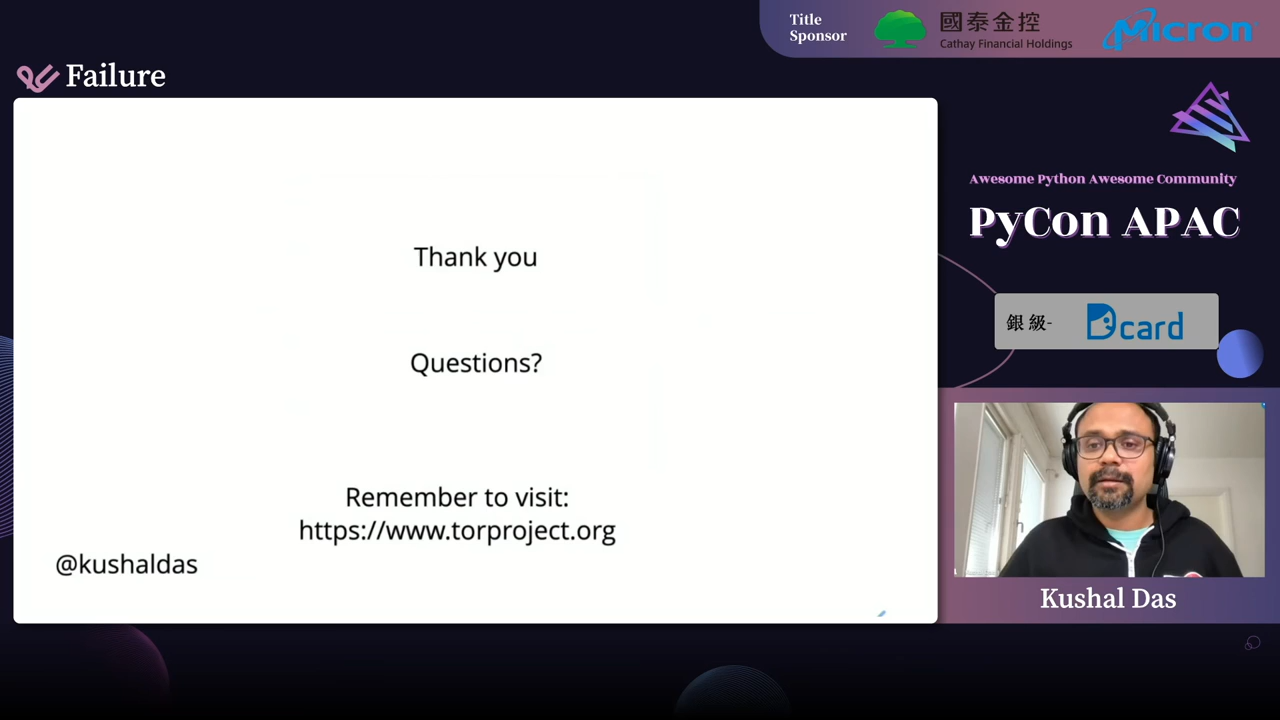 Title
Sponsor
國泰金控
Cathay Financial Holdings
Micron
Failure
Thank you
Questions?
Remember to visit:
https://www.torproject.org
@kushaldas
Awesome Python Awesome Community
PyCon APAC
銀級-
Dcard
Kushal Das